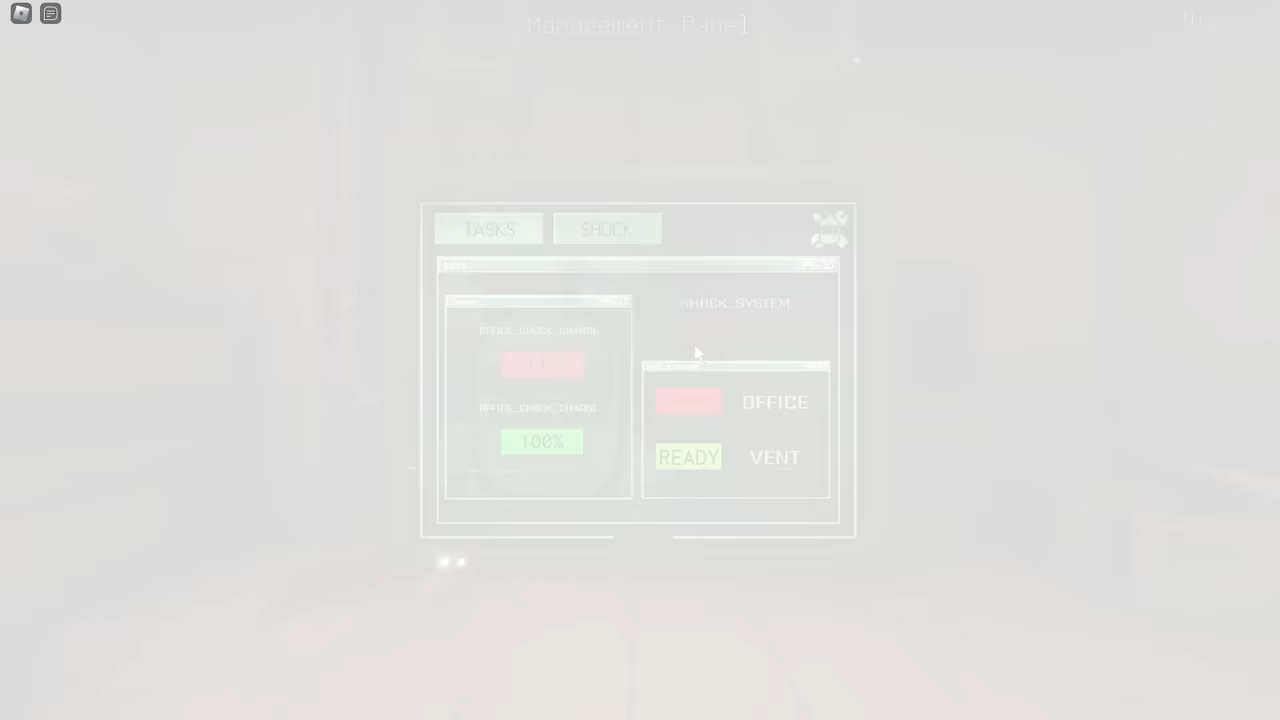 Management Panel
TASKS SHOCK
SHOCK_SYSTEM
OFFICE_SHOCK_CHARGE
OFFICE
OFFICE_SHOCK_CHARGE
100%
READY VENT